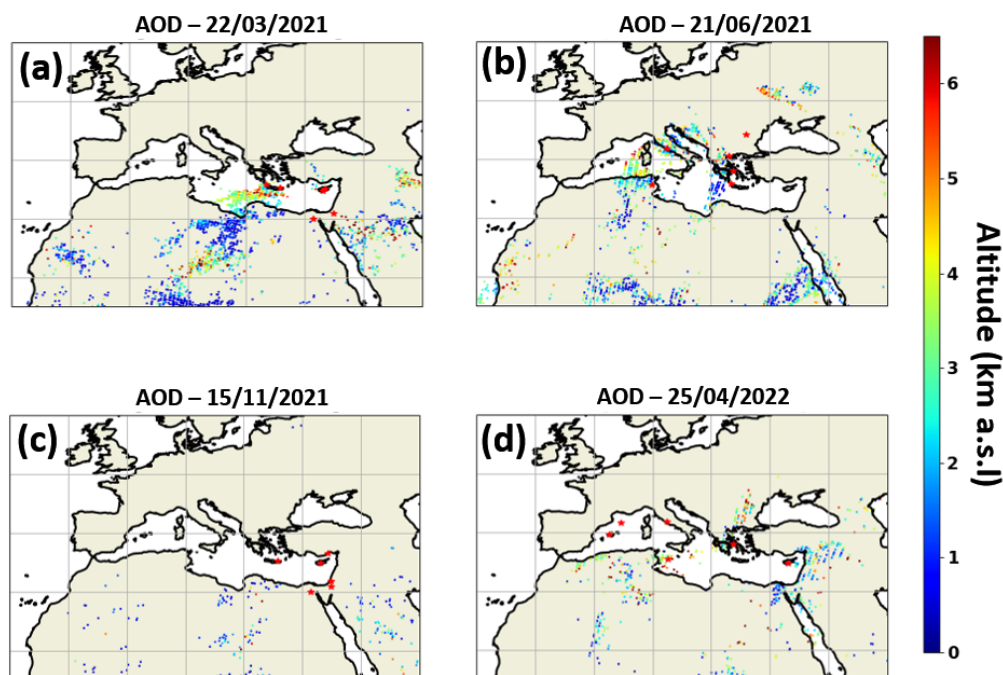 AOD – 22/03/2021
AOD – 21/06/2021
(a)
(b)
6
5
4
3
2
1
0
Altitude (km a.s.l)
AOD – 15/11/2021
AOD – 25/04/2022
(c)
(d)